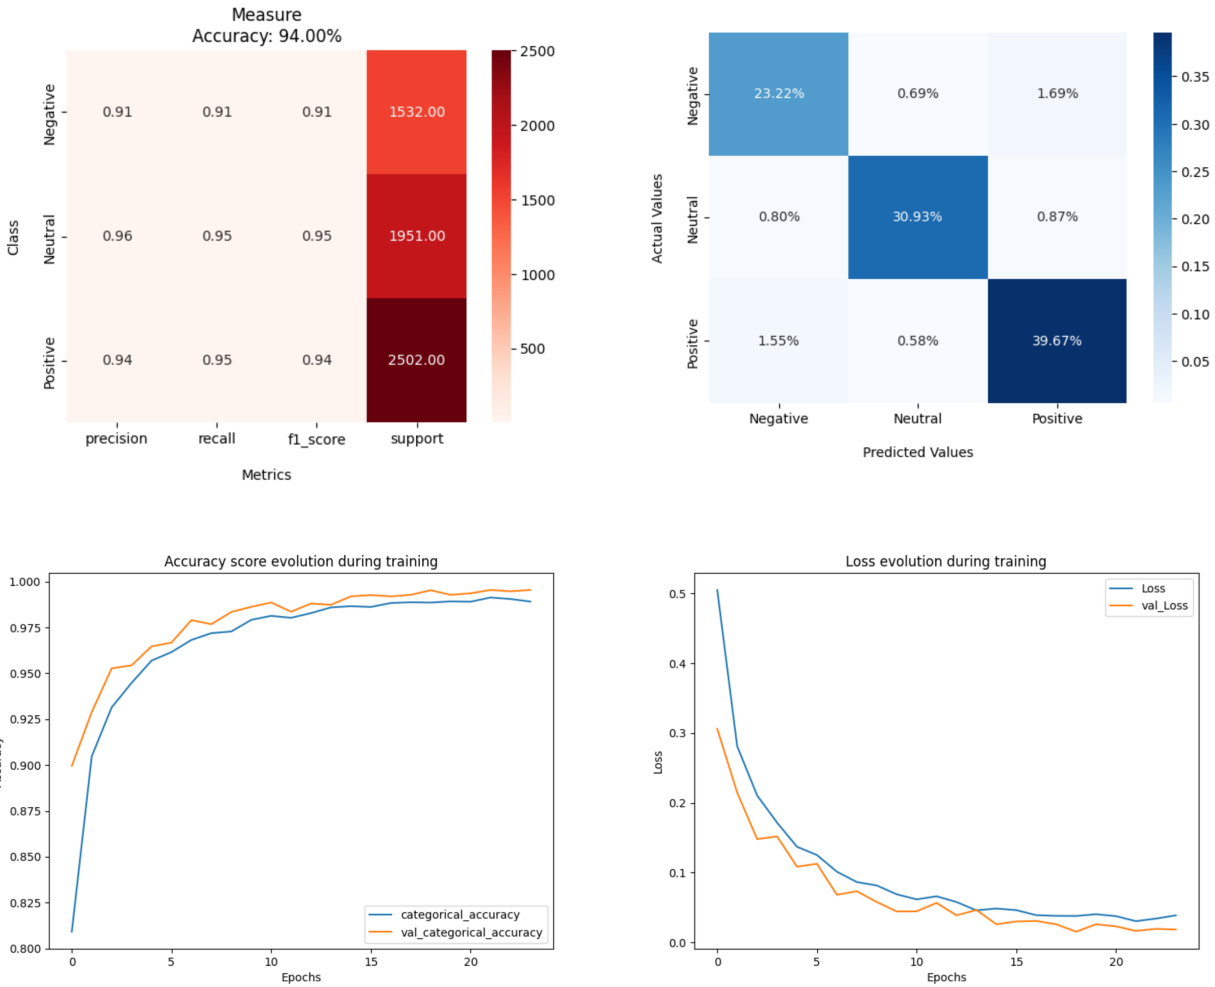 Measure
Accuracy: 94.00%
Negative
0.91 0.91 0.91 1532.00
Neutral
0.96 0.95 0.95 1951.00
Positive
0.94 0.95 0.94 2502.00
Class
precision recall f1_score support
Metrics
2500
2000
1500
1000
500
Negative
23.22% 0.69% 1.69%
Neutral
0.80% 30.93% 0.87%
Positive
1.55% 0.58% 39.67%
Actual Values
Negative Neutral Positive
Predicted Values
0.35
0.30
0.25
0.20
0.15
0.10
0.05
Accuracy score evolution during training
1.000
0.975
0.950
0.925
0.900
0.875
0.850
0.825
0.800
categorical_accuracy
val_categorical_accuracy
0 5 10 15 20
Epochs
Loss evolution during training
Loss
val_Loss
0.5
0.4
0.3
0.2
0.1
0.0
Loss
0 5 10 15 20
Epochs